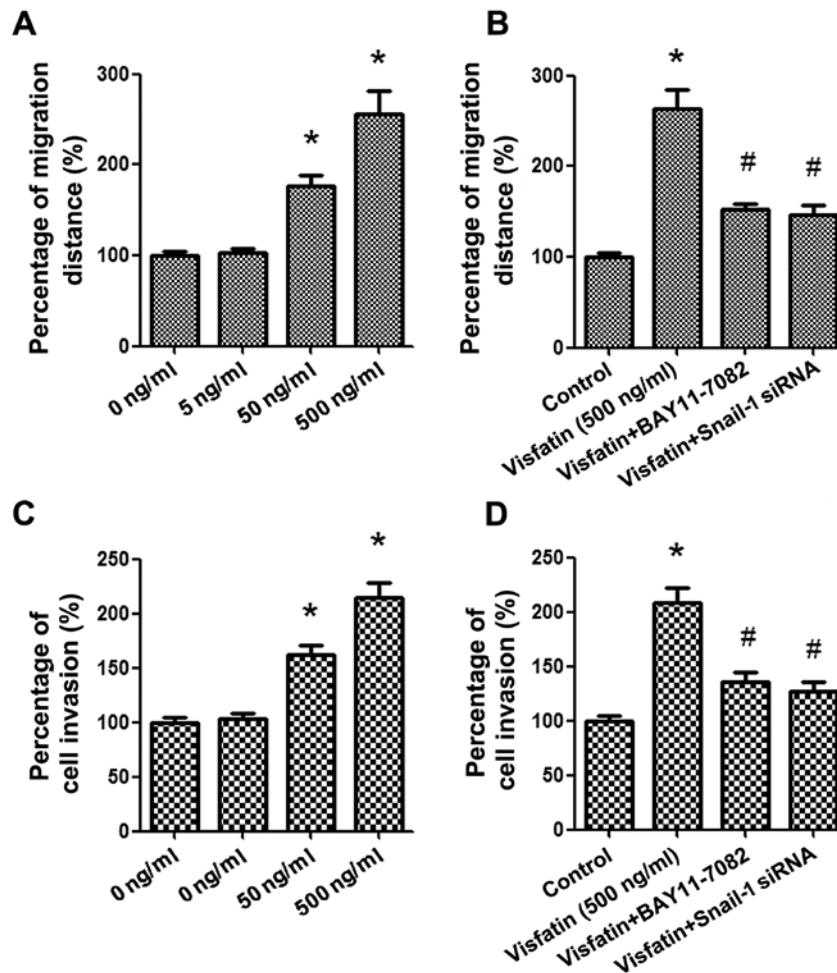 A
Percentage of migration
distance (%)
300
200
100
0
*
*
0 ng/ml
5 ng/ml
50 ng/ml
500 ng/ml
B
Percentage of migration
distance (%)
300
200
100
0
*
#
#
Control
Visfatin (500 ng/ml)
Visfatin+BAY11-7082
Visfatin+Snail-1 siRNA
C
Percentage of
cell invasion (%)
250
200
150
100
50
0
*
*
0 ng/ml
0 ng/ml
50 ng/ml
500 ng/ml
D
Percentage of
cell invasion (%)
250
200
150
100
50
0
*
#
#
Control
Visfatin (500 ng/ml)
Visfatin+BAY11-7082
Visfatin+Snail-1 siRNA